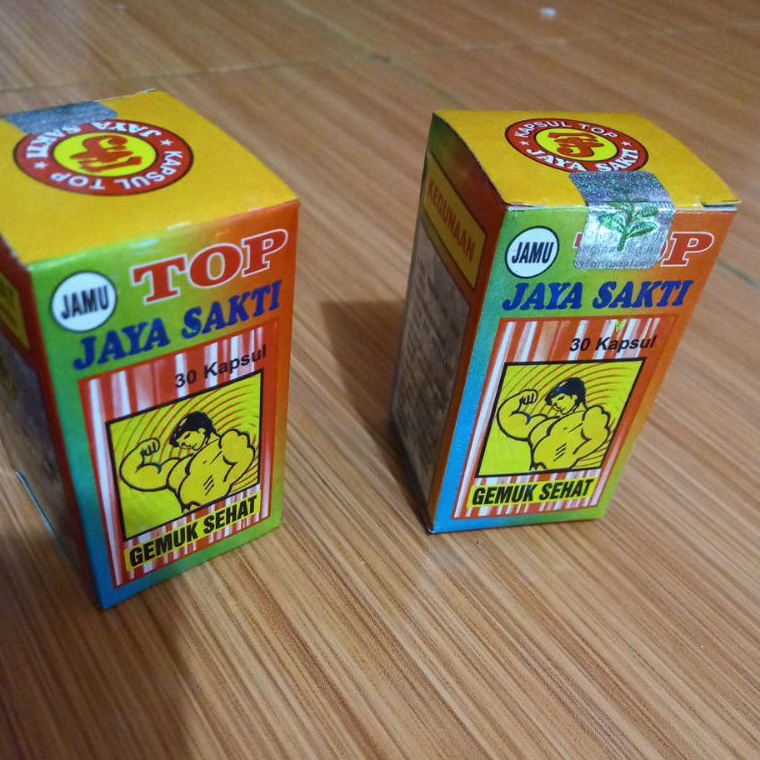 KAPSUL TOP
JAYA SAKTI
JAMU
TOP
JAYA SAKTI
30 Kapsul
GEMUK SEHAT
KAPSUL TOP
JAYA SAKTI
KEGUNAAN
JAMU
TOP
JAYA SAKTI
30 Kapsul
GEMUK SEHAT